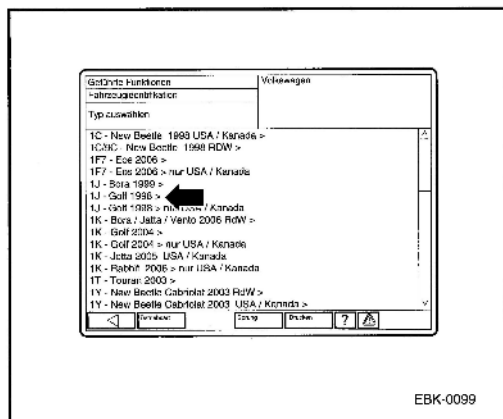 Geführte Funktionen
Volkswagen
Fahrzeugidentifikation
Typ auswählen
1C - New Beetle 1998 USA / Kanada >
1C/9C - New Beetle 1998 RDW >
1F7 - Eos 2006 >
1F7 - Eos 2006 > nur USA / Kanada
1J - Bora 1999 >
1J - Golf 1998 >
1J - Golf 1998 > nur USA / Kanada
1K - Bora / Jetta / Vento 2006 RdW >
1K - Golf 2004 >
1K - Golf 2004 > nur USA / Kanada
1K - Jetta 2005 USA / Kanada
1K - Rabbit 2006 > nur USA / Kanada
1T - Touran 2003 >
1Y - New Beetle Cabriolet 2003 RdW >
1Y - New Beetle Cabriolet 2003 USA / Kanada >
Betriebsart Sprung Drucken ?
EBK-0099